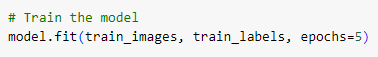 # Train the model
model.fit(train_images, train_labels, epochs=5)